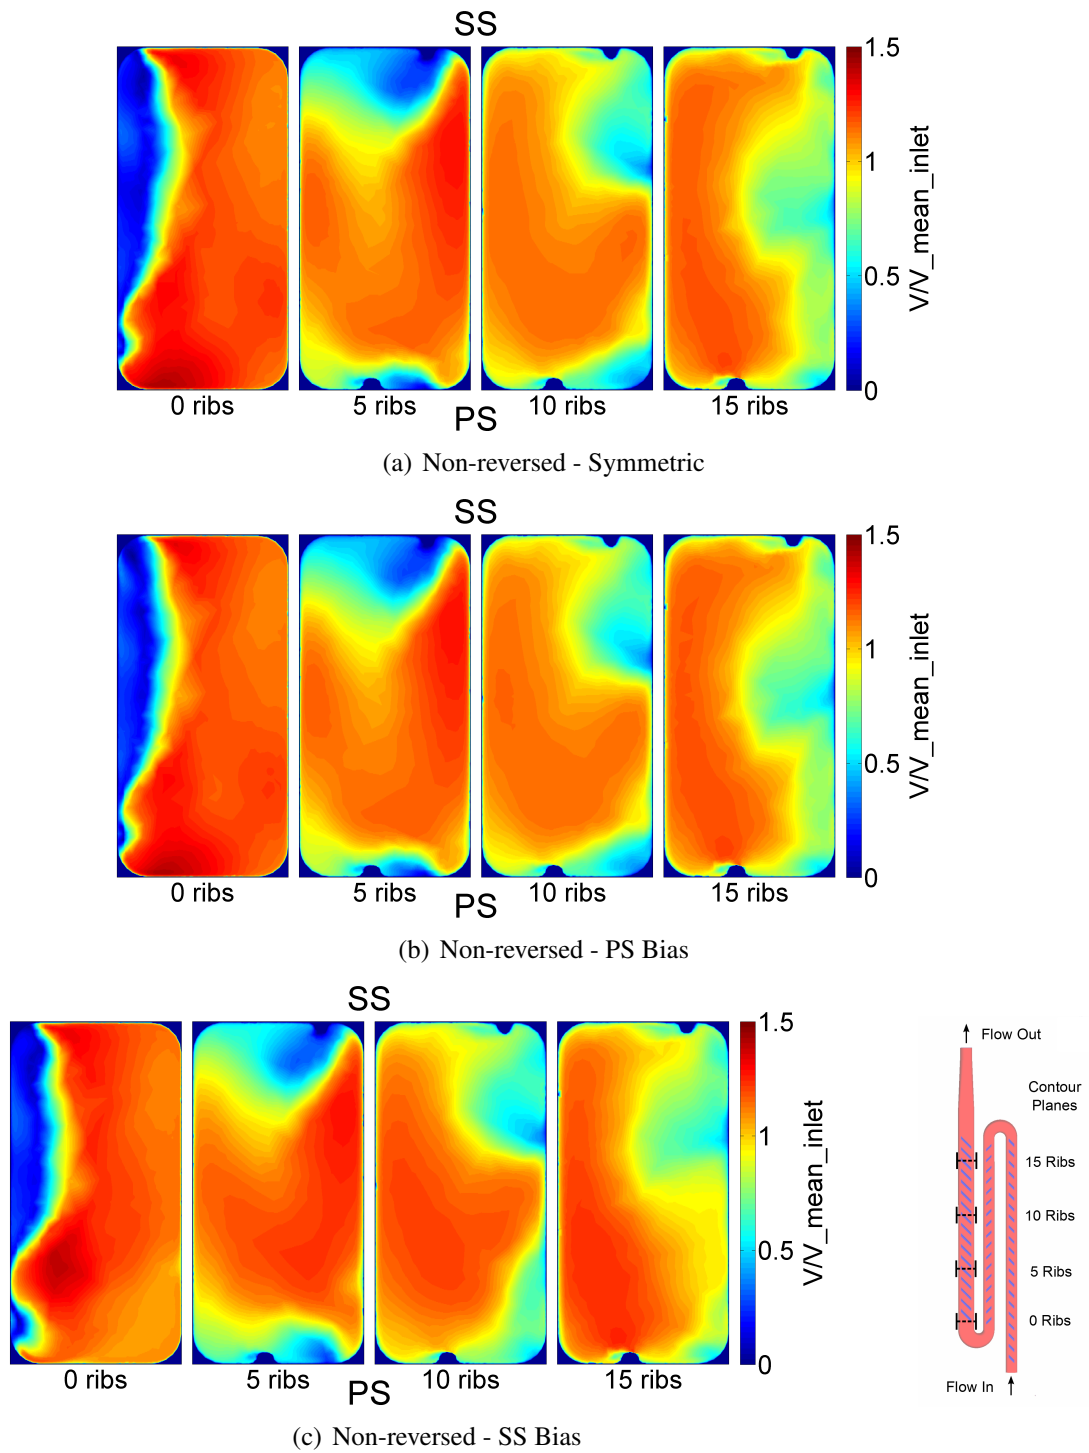 SS
1.5
1
0.5
0
V/V_mean_inlet
0 ribs
5 ribs
10 ribs
15 ribs
PS
(a) Non-reversed - Symmetric
SS
1.5
1
0.5
0
V/V_mean_inlet
0 ribs
5 ribs
10 ribs
15 ribs
PS
(b) Non-reversed - PS Bias
SS
1.5
1
0.5
0
V/V_mean_inlet
0 ribs
5 ribs
10 ribs
15 ribs
PS
(c) Non-reversed - SS Bias
Flow Out
Contour
Planes
15 Ribs
10 Ribs
5 Ribs
0 Ribs
Flow In